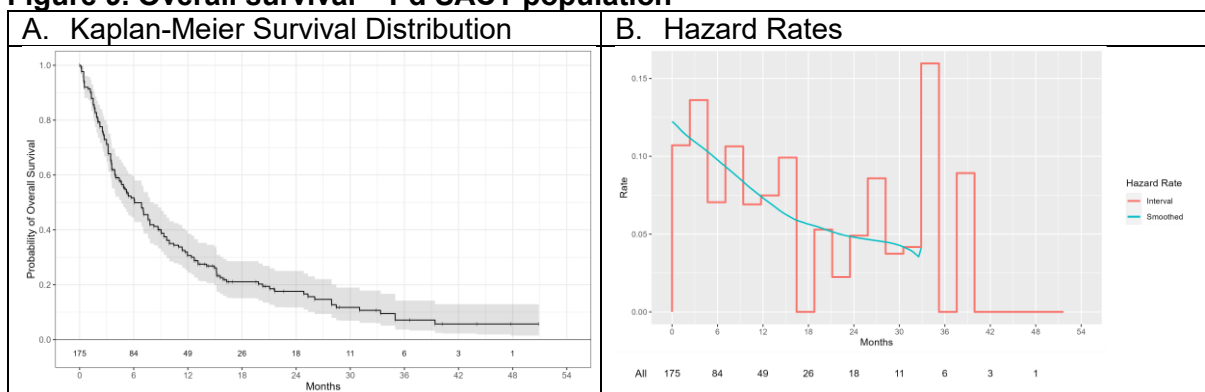 Figure 3. Overall survival – Pd SACT population
A. Kaplan-Meier Survival Distribution
B. Hazard Rates
1.0
0.8
0.6
0.4
0.2
0.0
Probability of Overall Survival
175 84 49 26 18 11 6 3 1
0 6 12 18 24 30 36 42 48 54
Months
0.15
0.10
0.05
0.00
Rate
0 6 12 18 24 30 36 42 48 54
Months
All 175 84 49 26 18 11 6 3 1
Hazard Rate
Interval
Smoothed